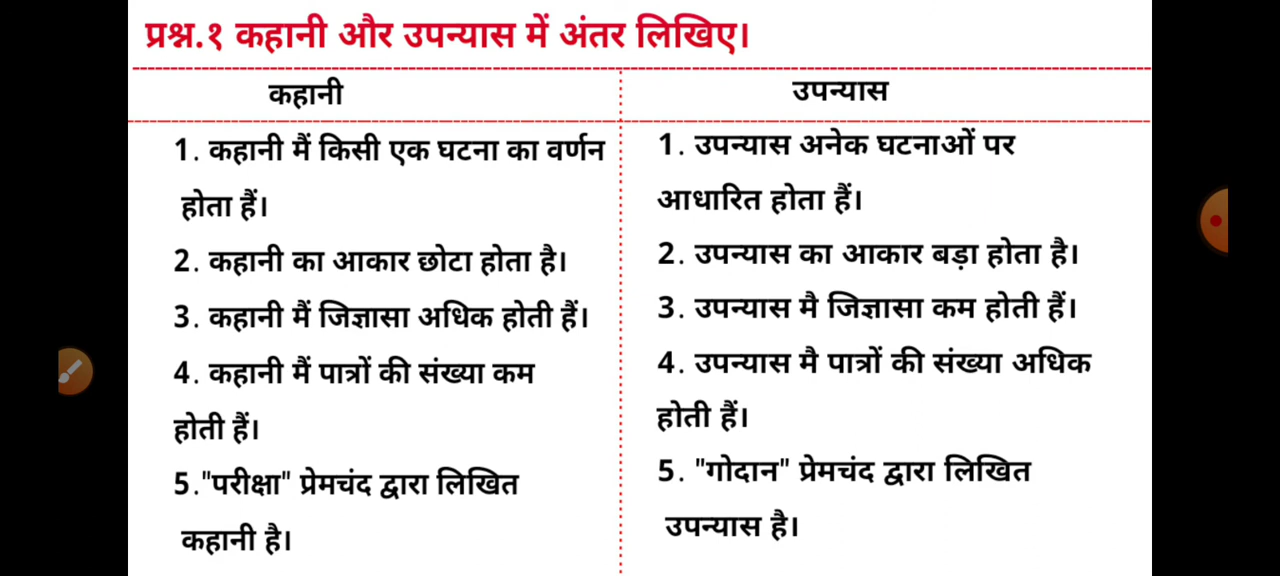 प्रश्न.१ कहानी और उपन्यास में अंतर लिखिए।
कहानी
1. कहानी मैं किसी एक घटना का वर्णन
होता हैं।
2. कहानी का आकार छोटा होता है।
3. कहानी मैं जिज्ञासा अधिक होती हैं।
4. कहानी मैं पात्रों की संख्या कम
होती हैं।
5."परीक्षा" प्रेमचंद द्वारा लिखित
कहानी है।
उपन्यास
1. उपन्यास अनेक घटनाओं पर
आधारित होता हैं।
2. उपन्यास का आकार बड़ा होता है।
3. उपन्यास मै जिज्ञासा कम होती हैं।
4. उपन्यास मै पात्रों की संख्या अधिक
होती हैं।
5. "गोदान" प्रेमचंद द्वारा लिखित
उपन्यास है।